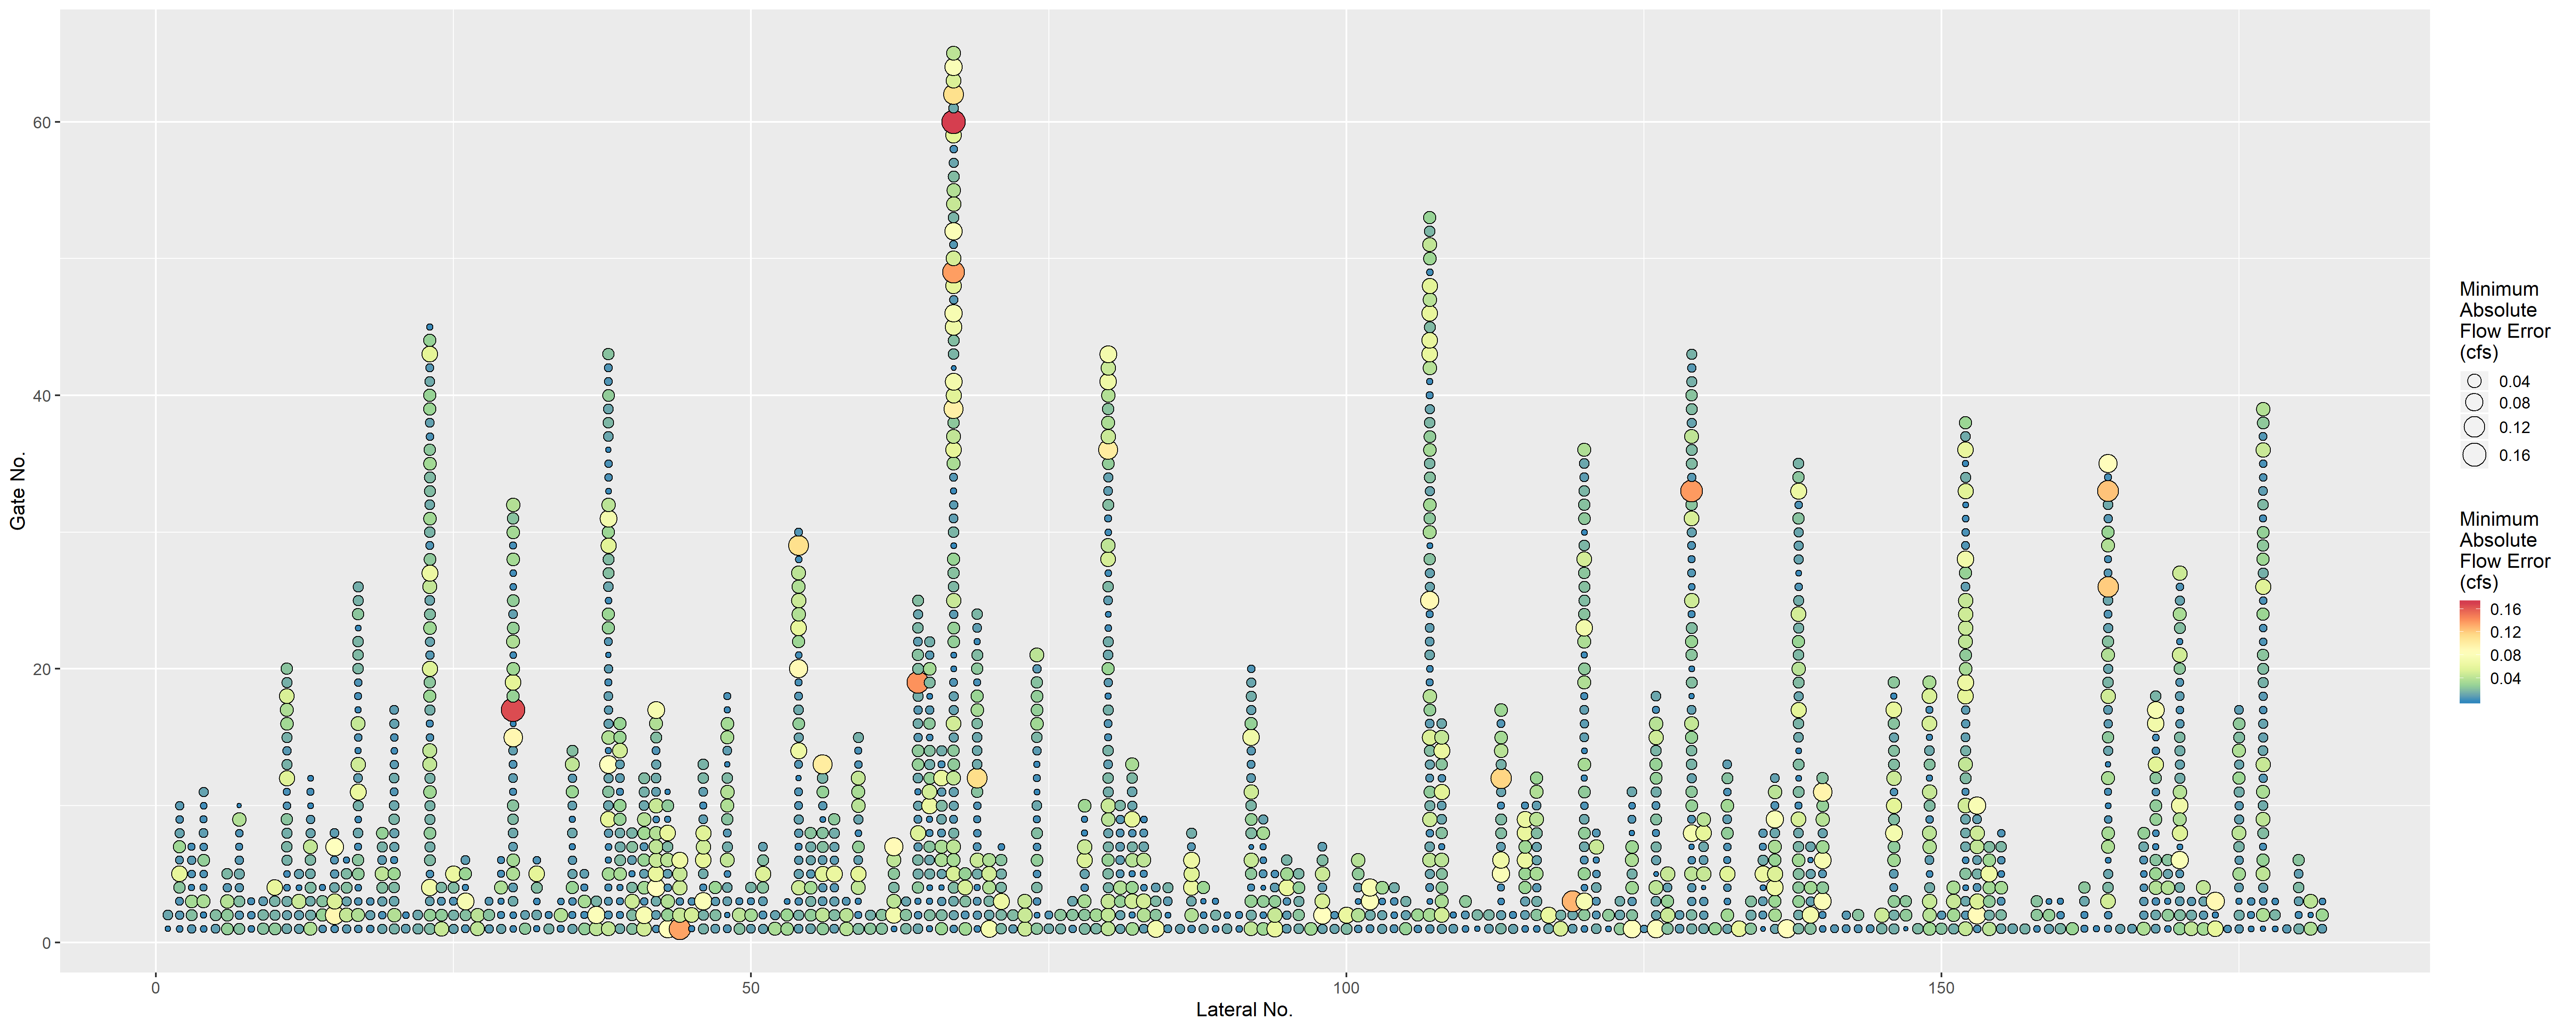 60
40
20
0
Gate No.
0
50
100
150
Lateral No.
Minimum
Absolute
Flow Error
(cfs)
0.04
0.08
0.12
0.16
Minimum
Absolute
Flow Error
(cfs)
0.16
0.12
0.08
0.04